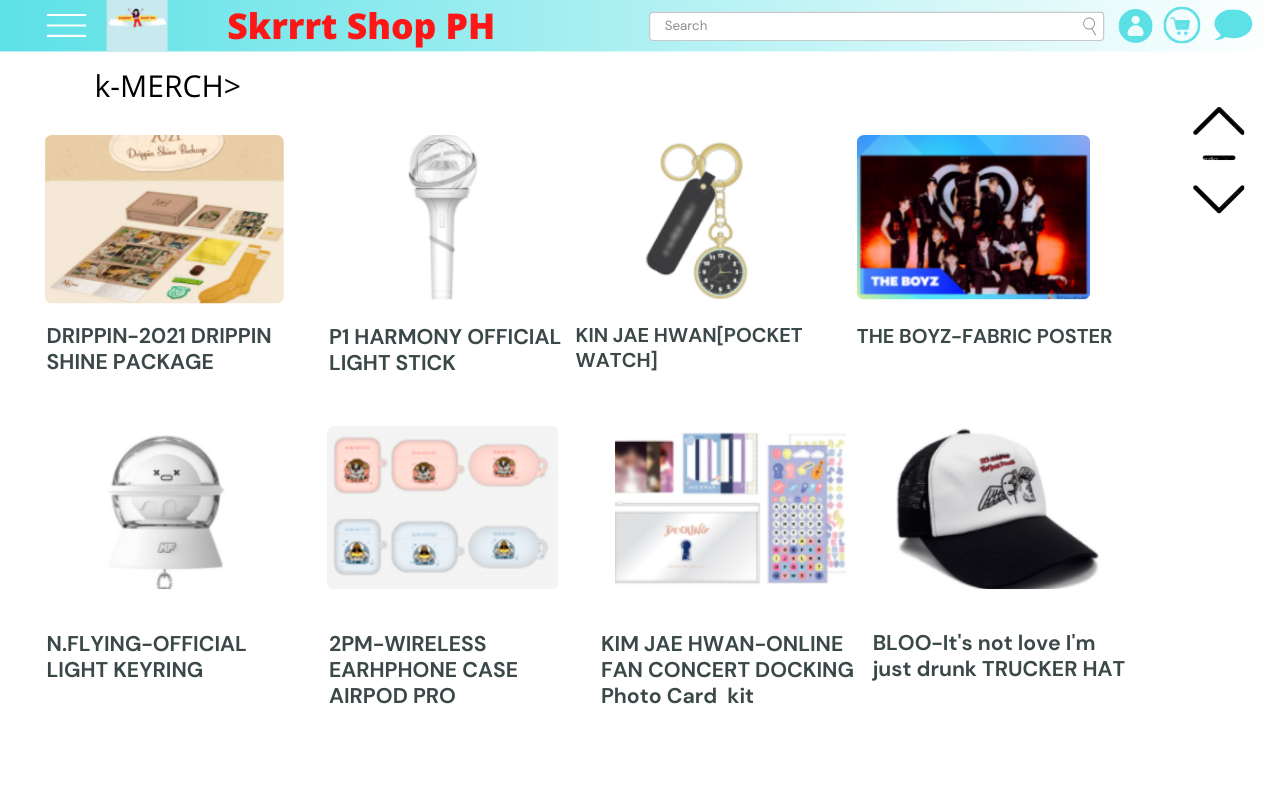 Skrrrt Shop PH
Search
k-MERCH>
2021
Drippin Shine Package
THE BOYZ
DRIPPIN-2021 DRIPPIN
SHINE PACKAGE
P1 HARMONY OFFICIAL
LIGHT STICK
KIN JAE HWAN[POCKET
WATCH]
THE BOYZ-FABRIC POSTER
N.FLYING-OFFICIAL
LIGHT KEYRING
2PM-WIRELESS
EARHPHONE CASE
AIRPOD PRO
KIM JAE HWAN-ONLINE
FAN CONCERT DOCKING
Photo Card kit
BLOO-It's not love I'm
just drunk TRUCKER HAT